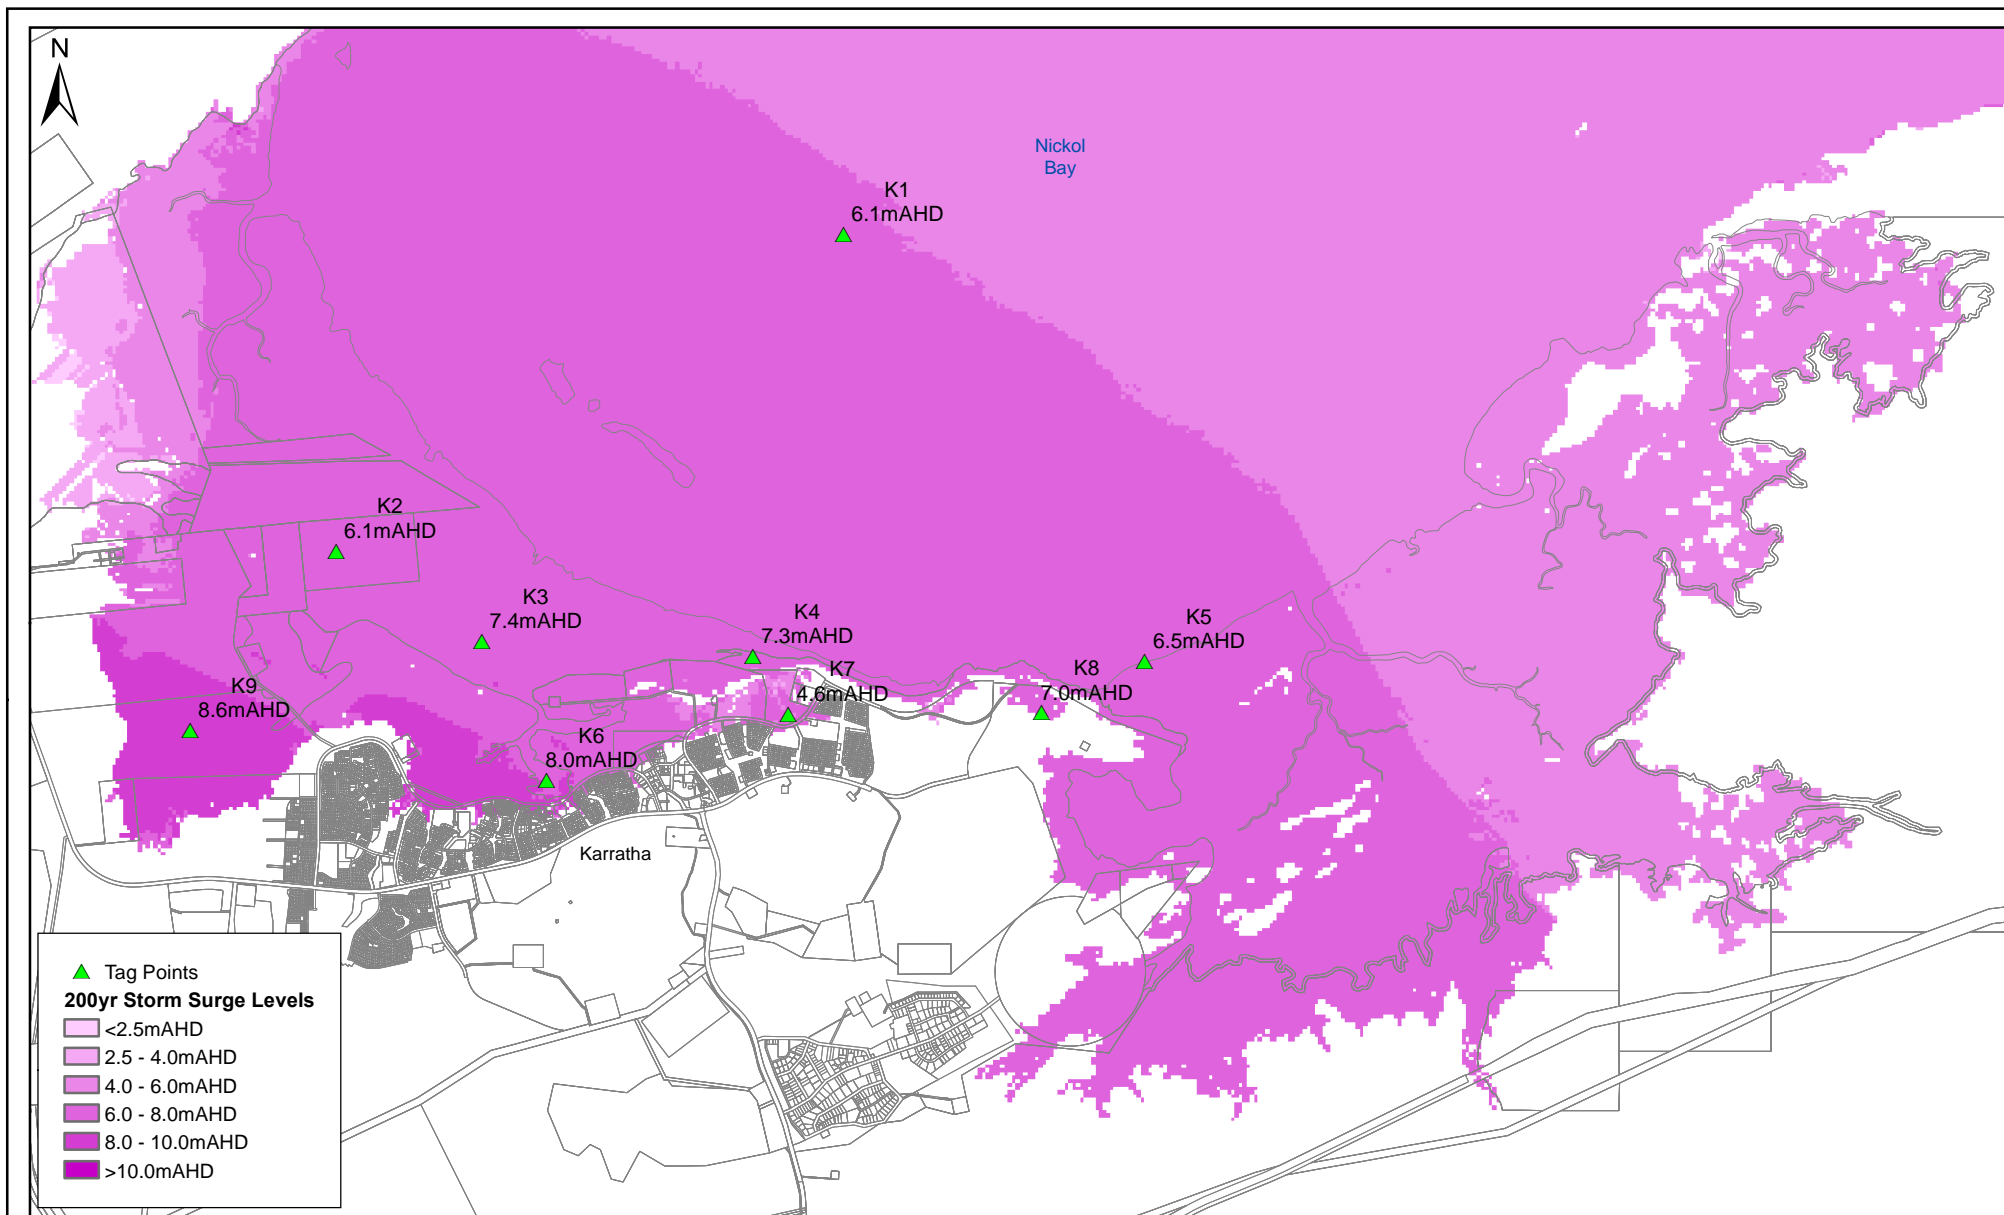 N
Nickol
Bay
K1
6.1mAHD
K2
6.1mAHD
K3
7.4mAHD
K4
7.3mAHD
K5
6.5mAHD
K7
4.6mAHD
K8
7.0mAHD
K9
8.6mAHD
K6
8.0mAHD
Karratha
Tag Points
200yr Storm Surge Levels
<2.5mAHD
2.5 - 4.0mAHD
4.0 - 6.0mAHD
6.0 - 8.0mAHD
8.0 - 10.0mAHD
>10.0mAHD